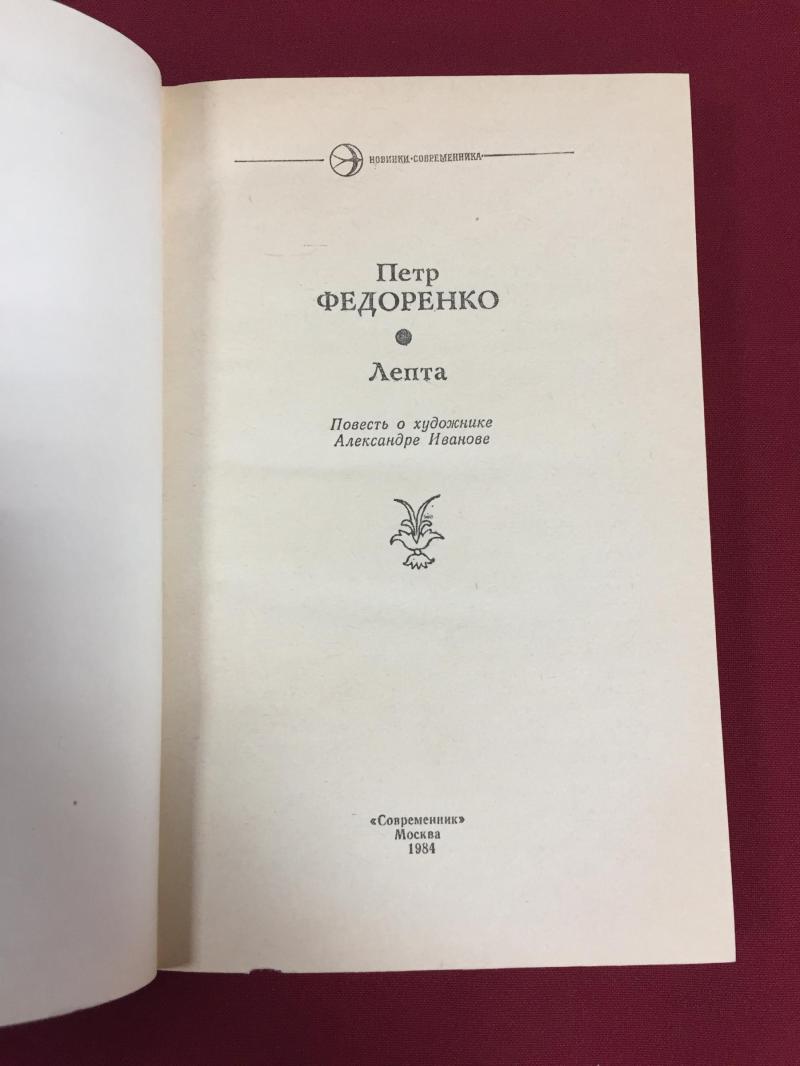 НОВИНКИ·СОВРЕМЕННИКА
Петр
ФЕДОРЕНКО
Лепта
Повесть о художнике
Александре Иванове
«Современник»
Москва
1984